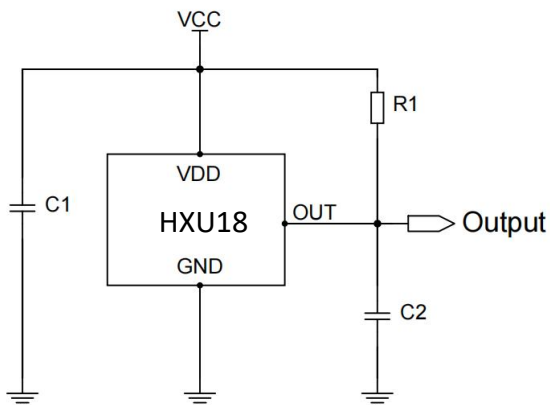 VCC
R1
VDD
C1
HXU18
OUT
Output
GND
C2